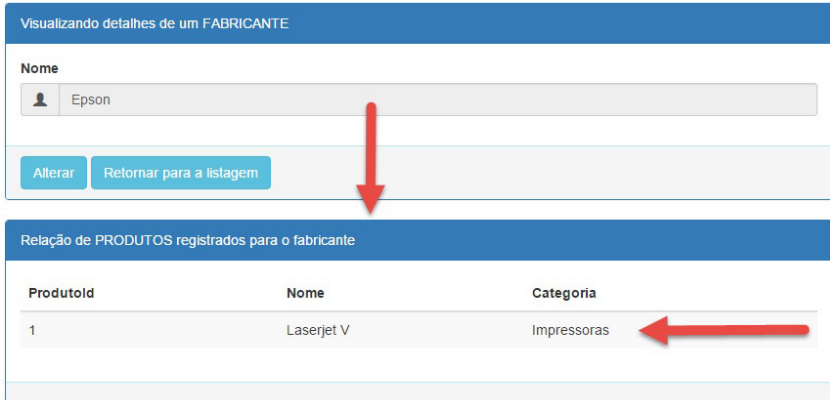 Visualizando detalhes de um FABRICANTE
Nome
Epson
Alterar Retornar para a listagem
Relação de PRODUTOS registrados para o fabricante
ProdutoId Nome Categoria
1 Laserjet V Impressoras